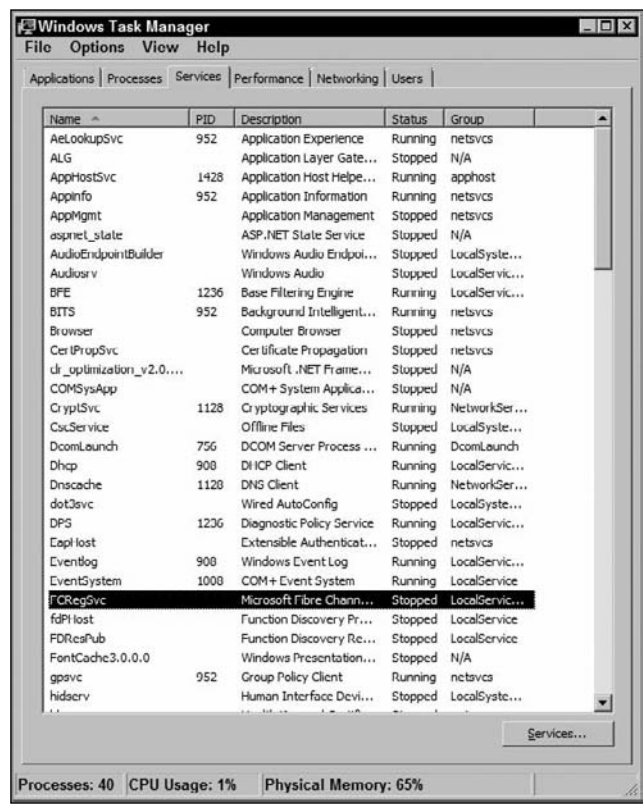 Windows Task Manager
File Options View Help
Applications Processes Services Performance Networking Users
Name PID Description Status Group
AeLookupSvc 952 Application Experience Running netsvcs
ALG Application Layer Gate... Stopped N/A
AppHostSvc 1428 Application Host Helpe... Running apphost
Appinfo 952 Application Information Running netsvcs
AppMgmt Application Management Stopped netsvcs
aspnet_state ASP.NET State Service Stopped N/A
AudioEndpointBuilder Windows Audio Endpoi... Stopped LocalSyste...
Audiosrv Windows Audio Stopped LocalServic...
BFE 1236 Base Filtering Engine Running LocalServic...
BITS 952 Background Intelligent... Running netsvcs
Browser Computer Browser Stopped netsvcs
CertPropSvc Certificate Propagation Stopped netsvcs
clr_optimization_v2.0.... Microsoft .NET Frame... Stopped N/A
COMSysApp COM+ System Applica... Stopped N/A
CryptSvc 1128 Cryptographic Services Running NetworkSer...
CscService Offline Files Stopped LocalSyste...
DcomLaunch 756 DCOM Server Process ... Running DcomLaunch
Dhcp 908 DHCP Client Running LocalServic...
Dnscache 1128 DNS Client Running NetworkSer...
dot3svc Wired AutoConfig Stopped LocalSyste...
DPS 1236 Diagnostic Policy Service Running LocalServic...
EapHost Extensible Authenticat... Stopped netsvcs
Eventlog 908 Windows Event Log Running LocalServic...
EventSystem 1008 COM+ Event System Running LocalService
FCRegSvc Microsoft Fibre Chann... Stopped LocalServic...
fdPHost Function Discovery Pr... Stopped LocalService
FDResPub Function Discovery Re... Stopped LocalService
FontCache3.0.0.0 Windows Presentation... Stopped N/A
gpsvc 952 Group Policy Client Running netsvcs
hidserv Human Interface Devi... Stopped LocalSyste...
Services...
Processes: 40 CPU Usage: 1% Physical Memory: 65%